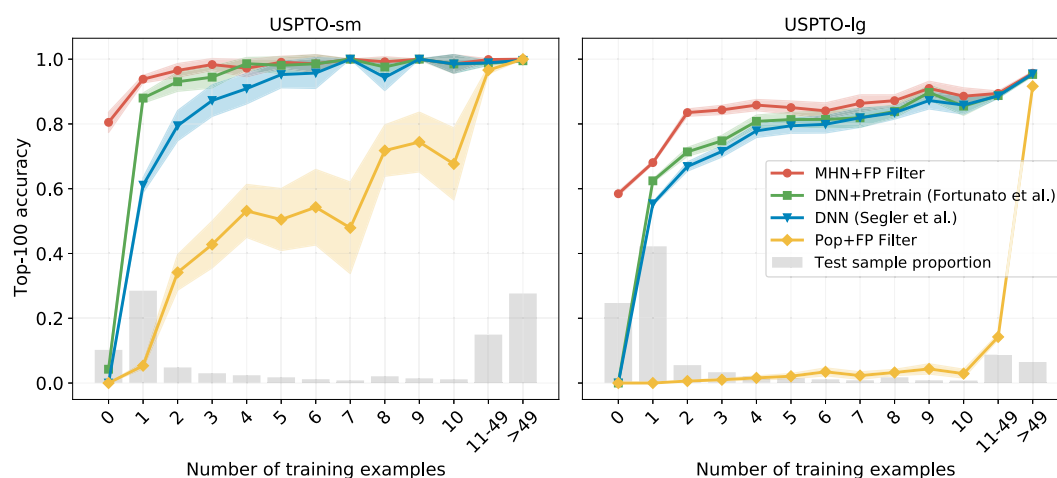 USPTO-sm
USPTO-lg
Top-100 accuracy
1.0
0.8
0.6
0.4
0.2
0.0
0 1 2 3 4 5 6 7 8 9 10 11-49 >49
0 1 2 3 4 5 6 7 8 9 10 11-49 >49
Number of training examples
Number of training examples
MHN+FP Filter
DNN+Pretrain (Fortunato et al.)
DNN (Segler et al.)
Pop+FP Filter
Test sample proportion